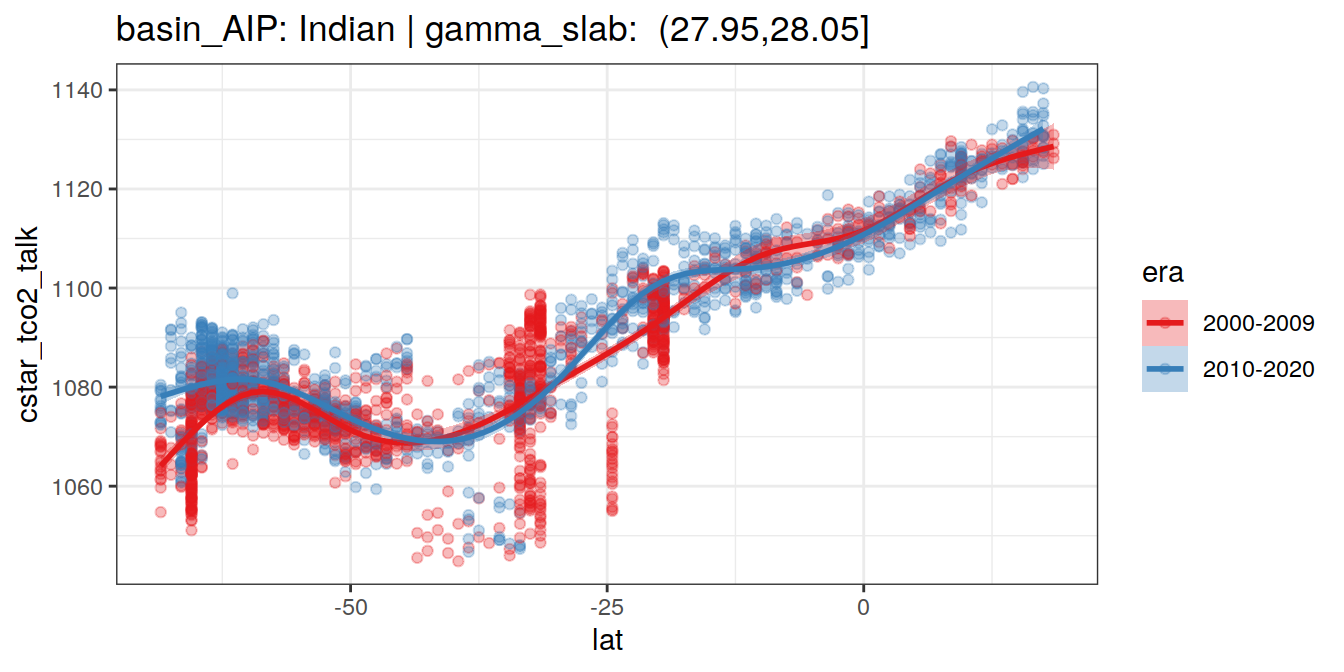 basin_AIP: Indian | gamma_slab:  (27.95,28.05]
1140
1120
1100
1080
1060
cstar_tco2_talk
-50
-25
0
lat
era
2000-2009
2010-2020